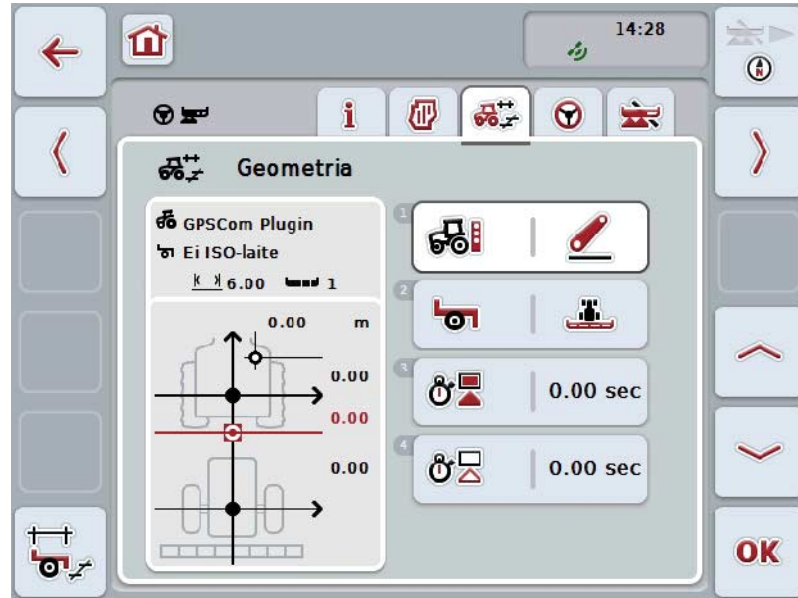 14:28
N
i
Geometria
GPSCom Plugin
Ei ISO-laite
6.00 1
0.00 m
0.00
0.00
0.00
1
2
3
0.00 sec
4
0.00 sec
OK